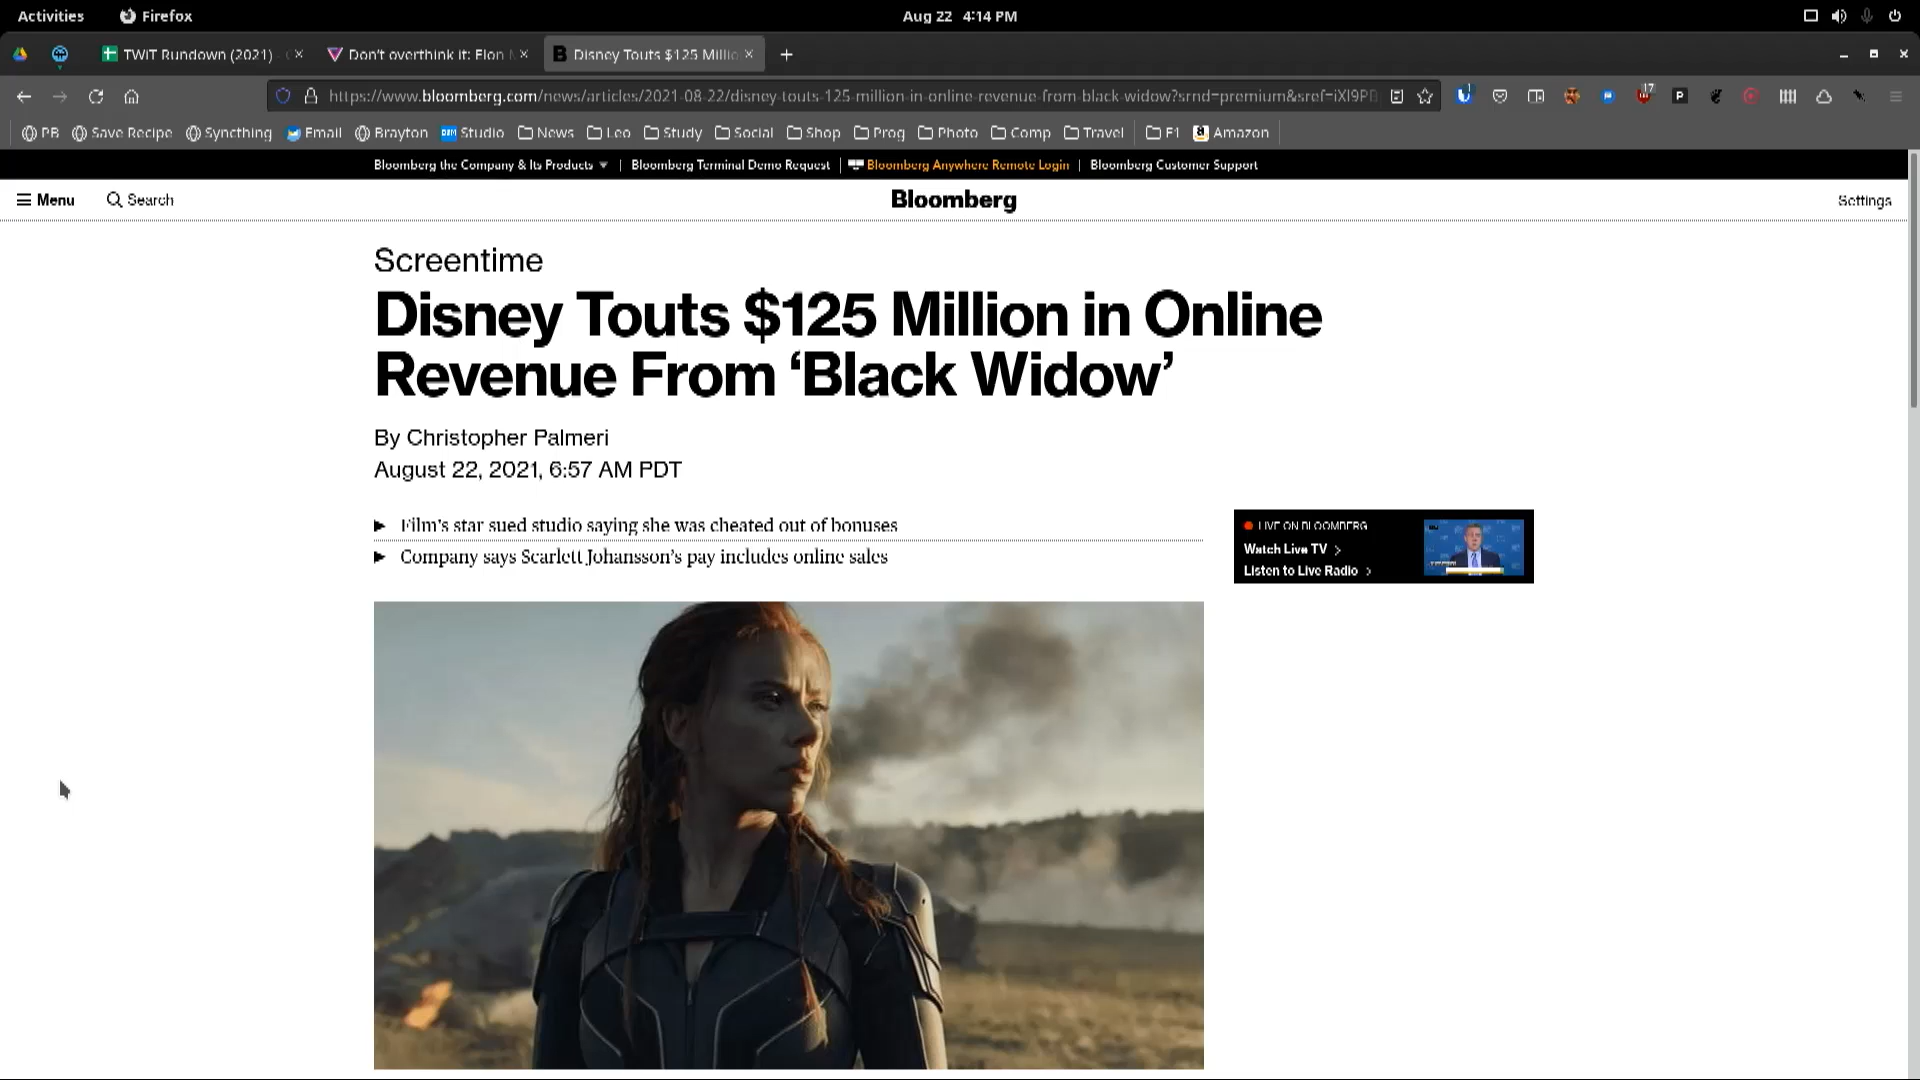 Activities
Firefox
Aug 22 4:14 PM
TWiT Rundown (2021) -
Don't overthink it: Elon M
Disney Touts $125 Millio
https://www.bloomberg.com/news/articles/2021-08-22/disney-touts-125-million-in-online-revenue-from-black-widow?srnd=premium&sref=iXI9P
1
17
PB
Save Recipe
Syncthing
Email
Brayton
Studio
News
Leo
Study
Social
Shop
Prog
Photo
Comp
Travel
F1
Amazon
Bloomberg the Company & Its Products
Bloomberg Terminal Demo Request
Bloomberg Anywhere Remote Login
Bloomberg Customer Support
Menu
Search
Bloomberg
Settings
Screentime
Disney Touts $125 Million in Online
Revenue From ‘Black Widow’
By Christopher Palmeri
August 22, 2021, 6:57 AM PDT
Film’s star sued studio saying she was cheated out of bonuses
Company says Scarlett Johansson’s pay includes online sales
LIVE ON BLOOMBERG
Watch Live TV
Listen to Live Radio